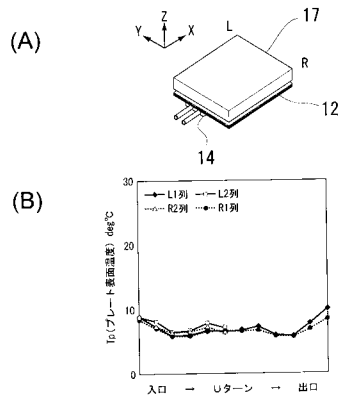 (A)
Z
Y
X
L
17
R
12
14
(B)
30
20
10
0
L1列
L2列
R2列
R1列
Tp(プレート表面温度) deg℃
入口 → Uターン → 出口